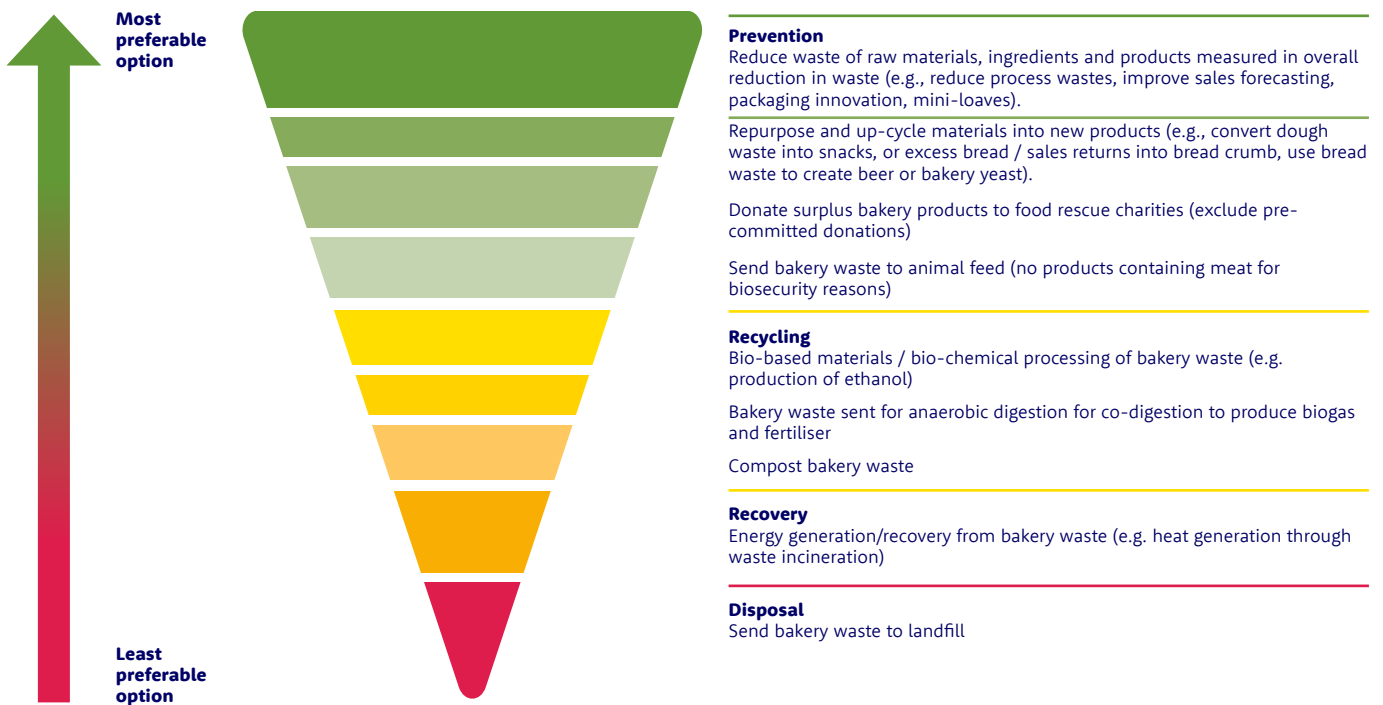 Most
preferable
option
Prevention
Reduce waste of raw materials, ingredients and products measured in overall
reduction in waste (e.g., reduce process wastes, improve sales forecasting,
packaging innovation, mini-loaves).
Repurpose and up-cycle materials into new products (e.g., convert dough
waste into snacks, or excess bread / sales returns into bread crumb, use bread
waste to create beer or bakery yeast).
Donate surplus bakery products to food rescue charities (exclude pre-
committed donations)
Send bakery waste to animal feed (no products containing meat for
biosecurity reasons)
Recycling
Bio-based materials / bio-chemical processing of bakery waste (e.g.
production of ethanol)
Bakery waste sent for anaerobic digestion for co-digestion to produce biogas
and fertiliser
Compost bakery waste
Recovery
Energy generation/recovery from bakery waste (e.g. heat generation through
waste incineration)
Disposal
Send bakery waste to landfill
Least
preferable
option